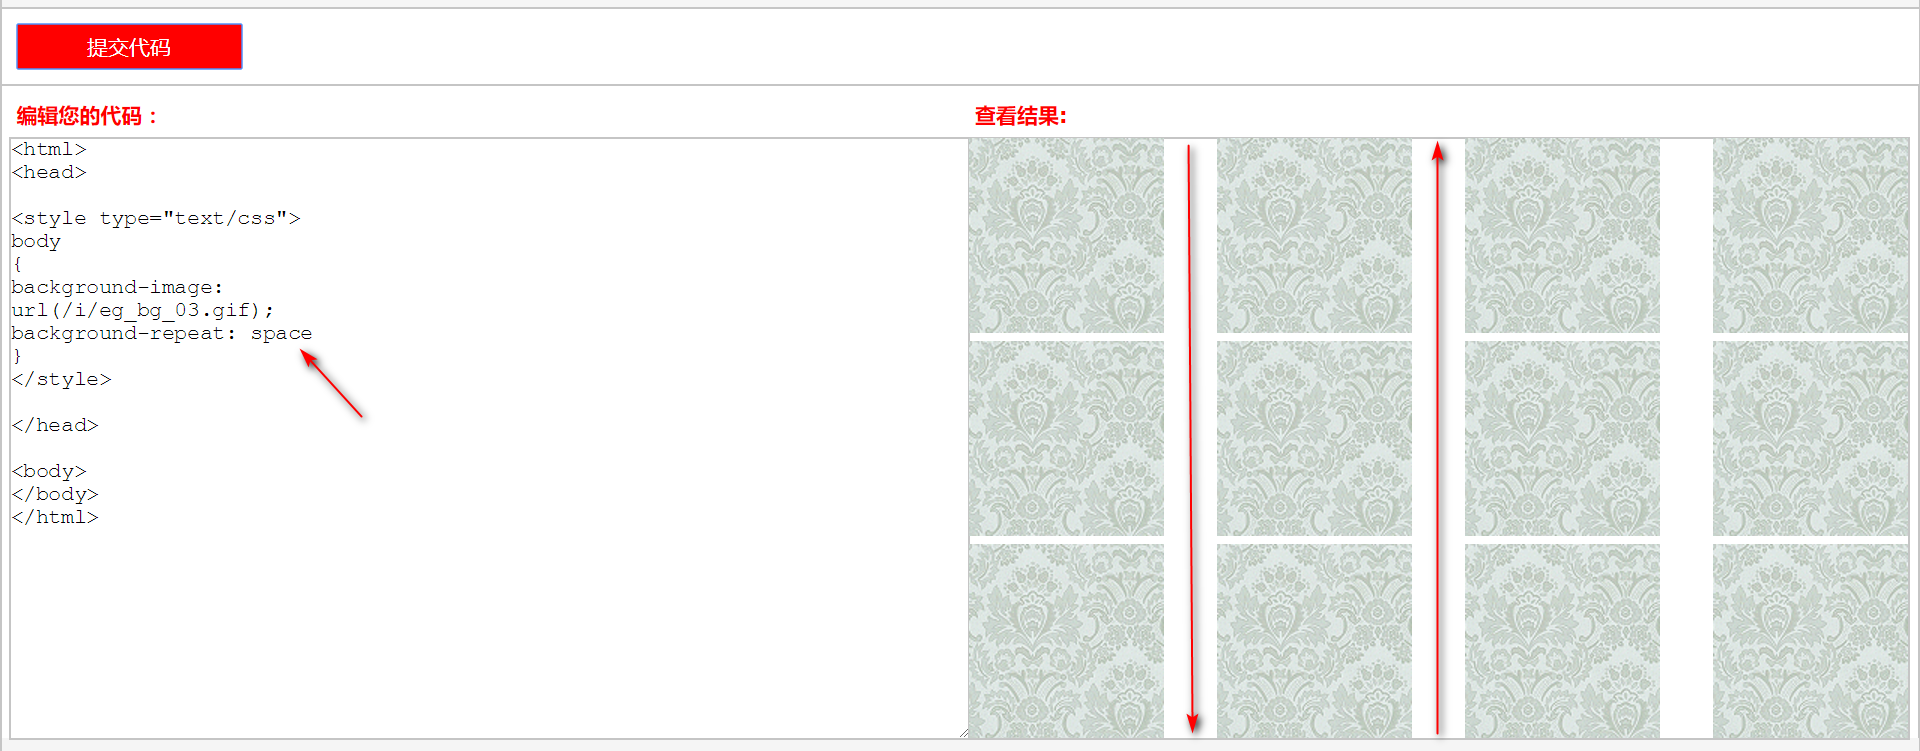 提交代码
编辑您的代码：
查看结果:
<html>
<head>
<style type="text/css">
body
{
background-image:
url(/i/eg_bg_03.gif);
background-repeat: space
}
</style>
</head>
<body>
</body>
</html>